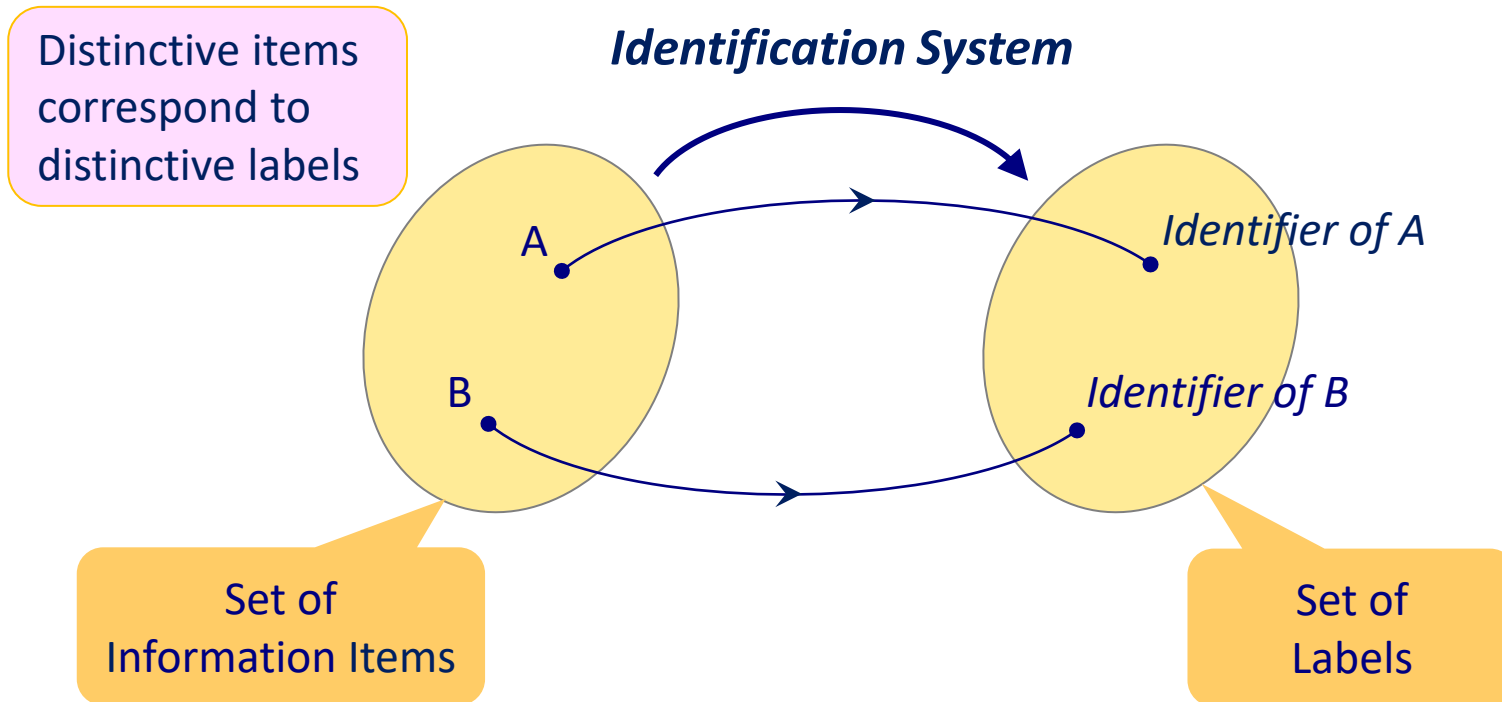 Distinctive items
correspond to
distinctive labels
Identification System
A
Identifier of A
B
Identifier of B
Set of
Information Items
Set of
Labels